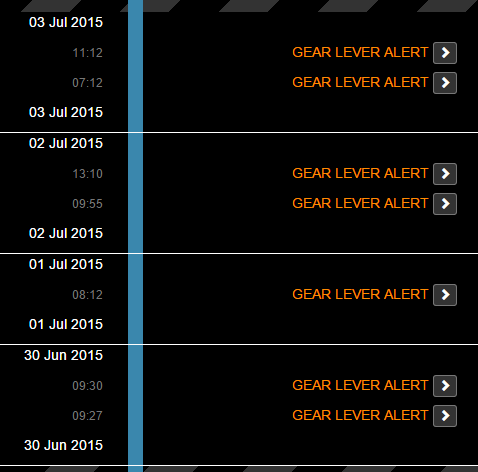 03 Jul 2015
11:12 GEAR LEVER ALERT
07:12 GEAR LEVER ALERT
03 Jul 2015
02 Jul 2015
13:10 GEAR LEVER ALERT
09:55 GEAR LEVER ALERT
02 Jul 2015
01 Jul 2015
08:12 GEAR LEVER ALERT
01 Jul 2015
30 Jun 2015
09:30 GEAR LEVER ALERT
09:27 GEAR LEVER ALERT
30 Jun 2015